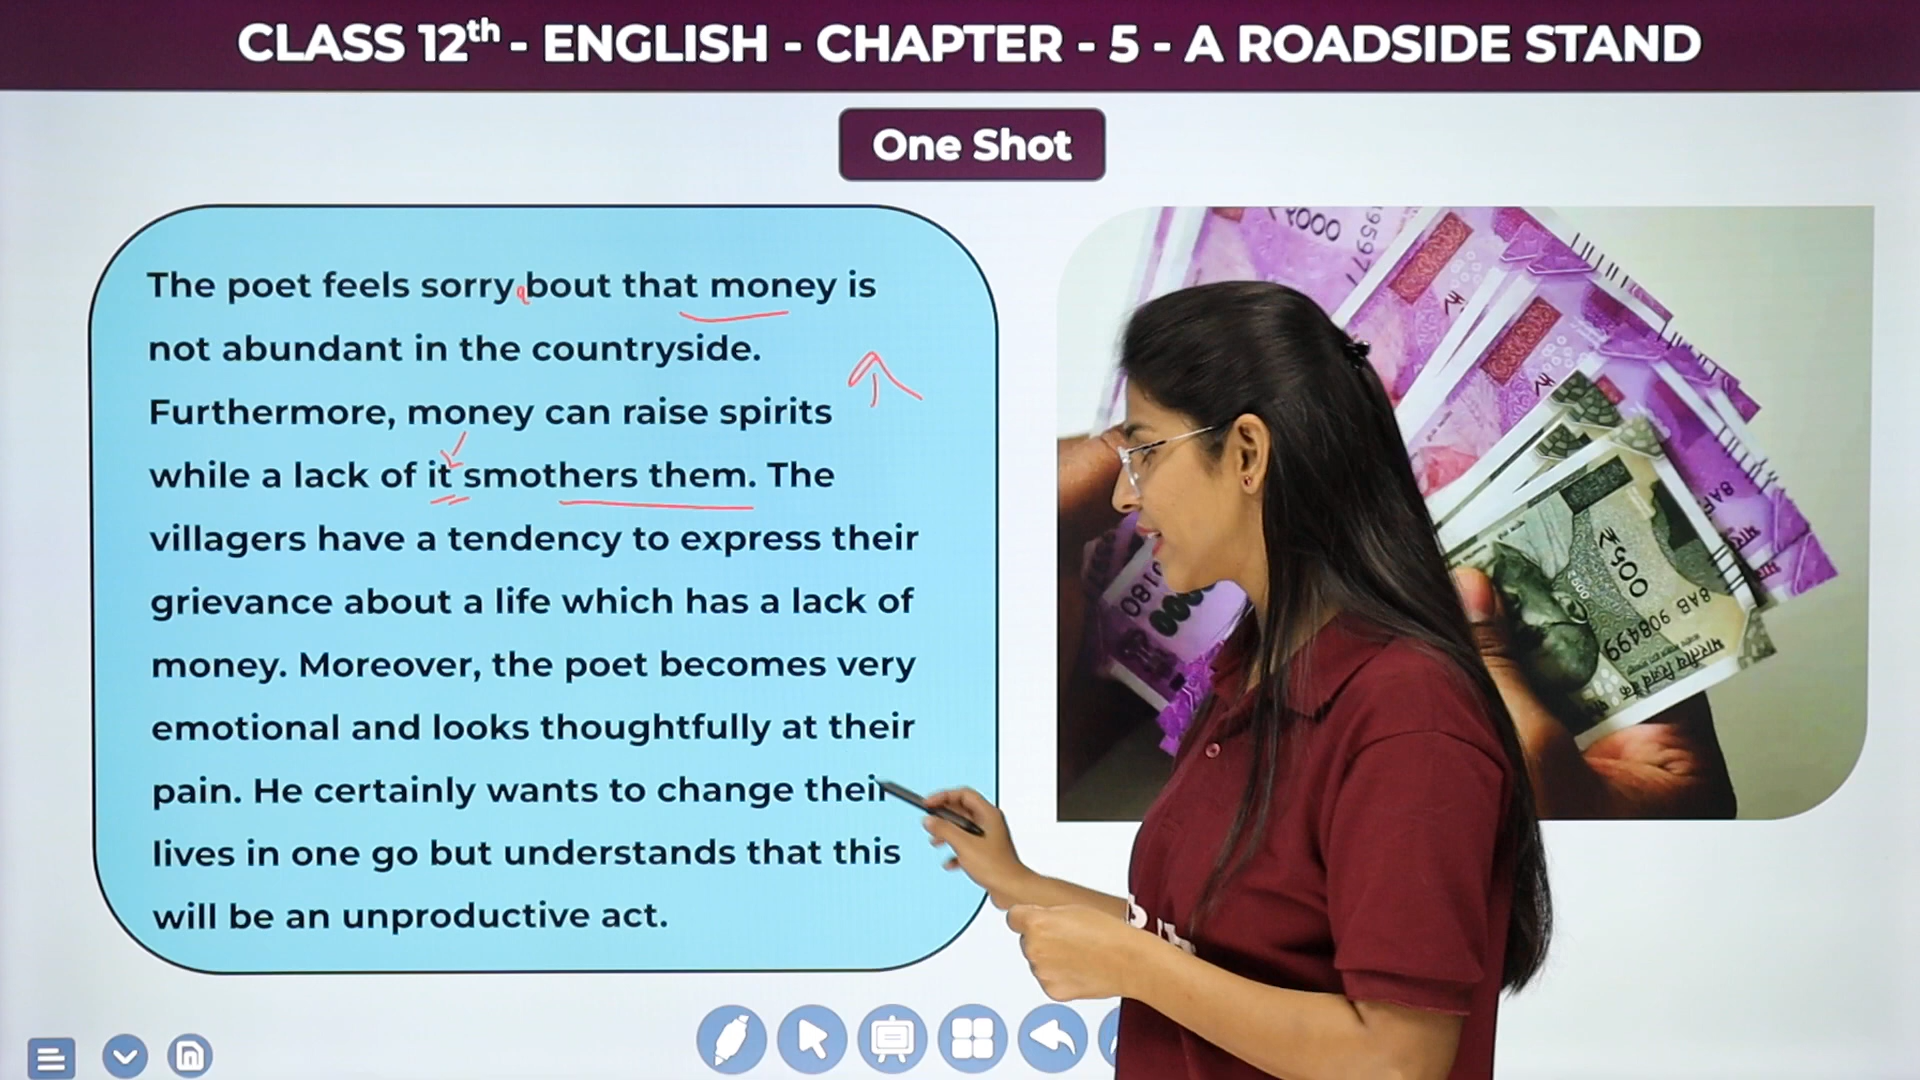 CLASS 12th - ENGLISH - CHAPTER - 5 - A ROADSIDE STAND
One Shot
The poet feels sorry about that money is
not abundant in the countryside.
Furthermore, money can raise spirits
while a lack of it smothers them. The
villagers have a tendency to express their
grievance about a life which has a lack of
money. Moreover, the poet becomes very
emotional and looks thoughtfully at their
pain. He certainly wants to change their
lives in one go but understands that this
will be an unproductive act.
8AB 908499